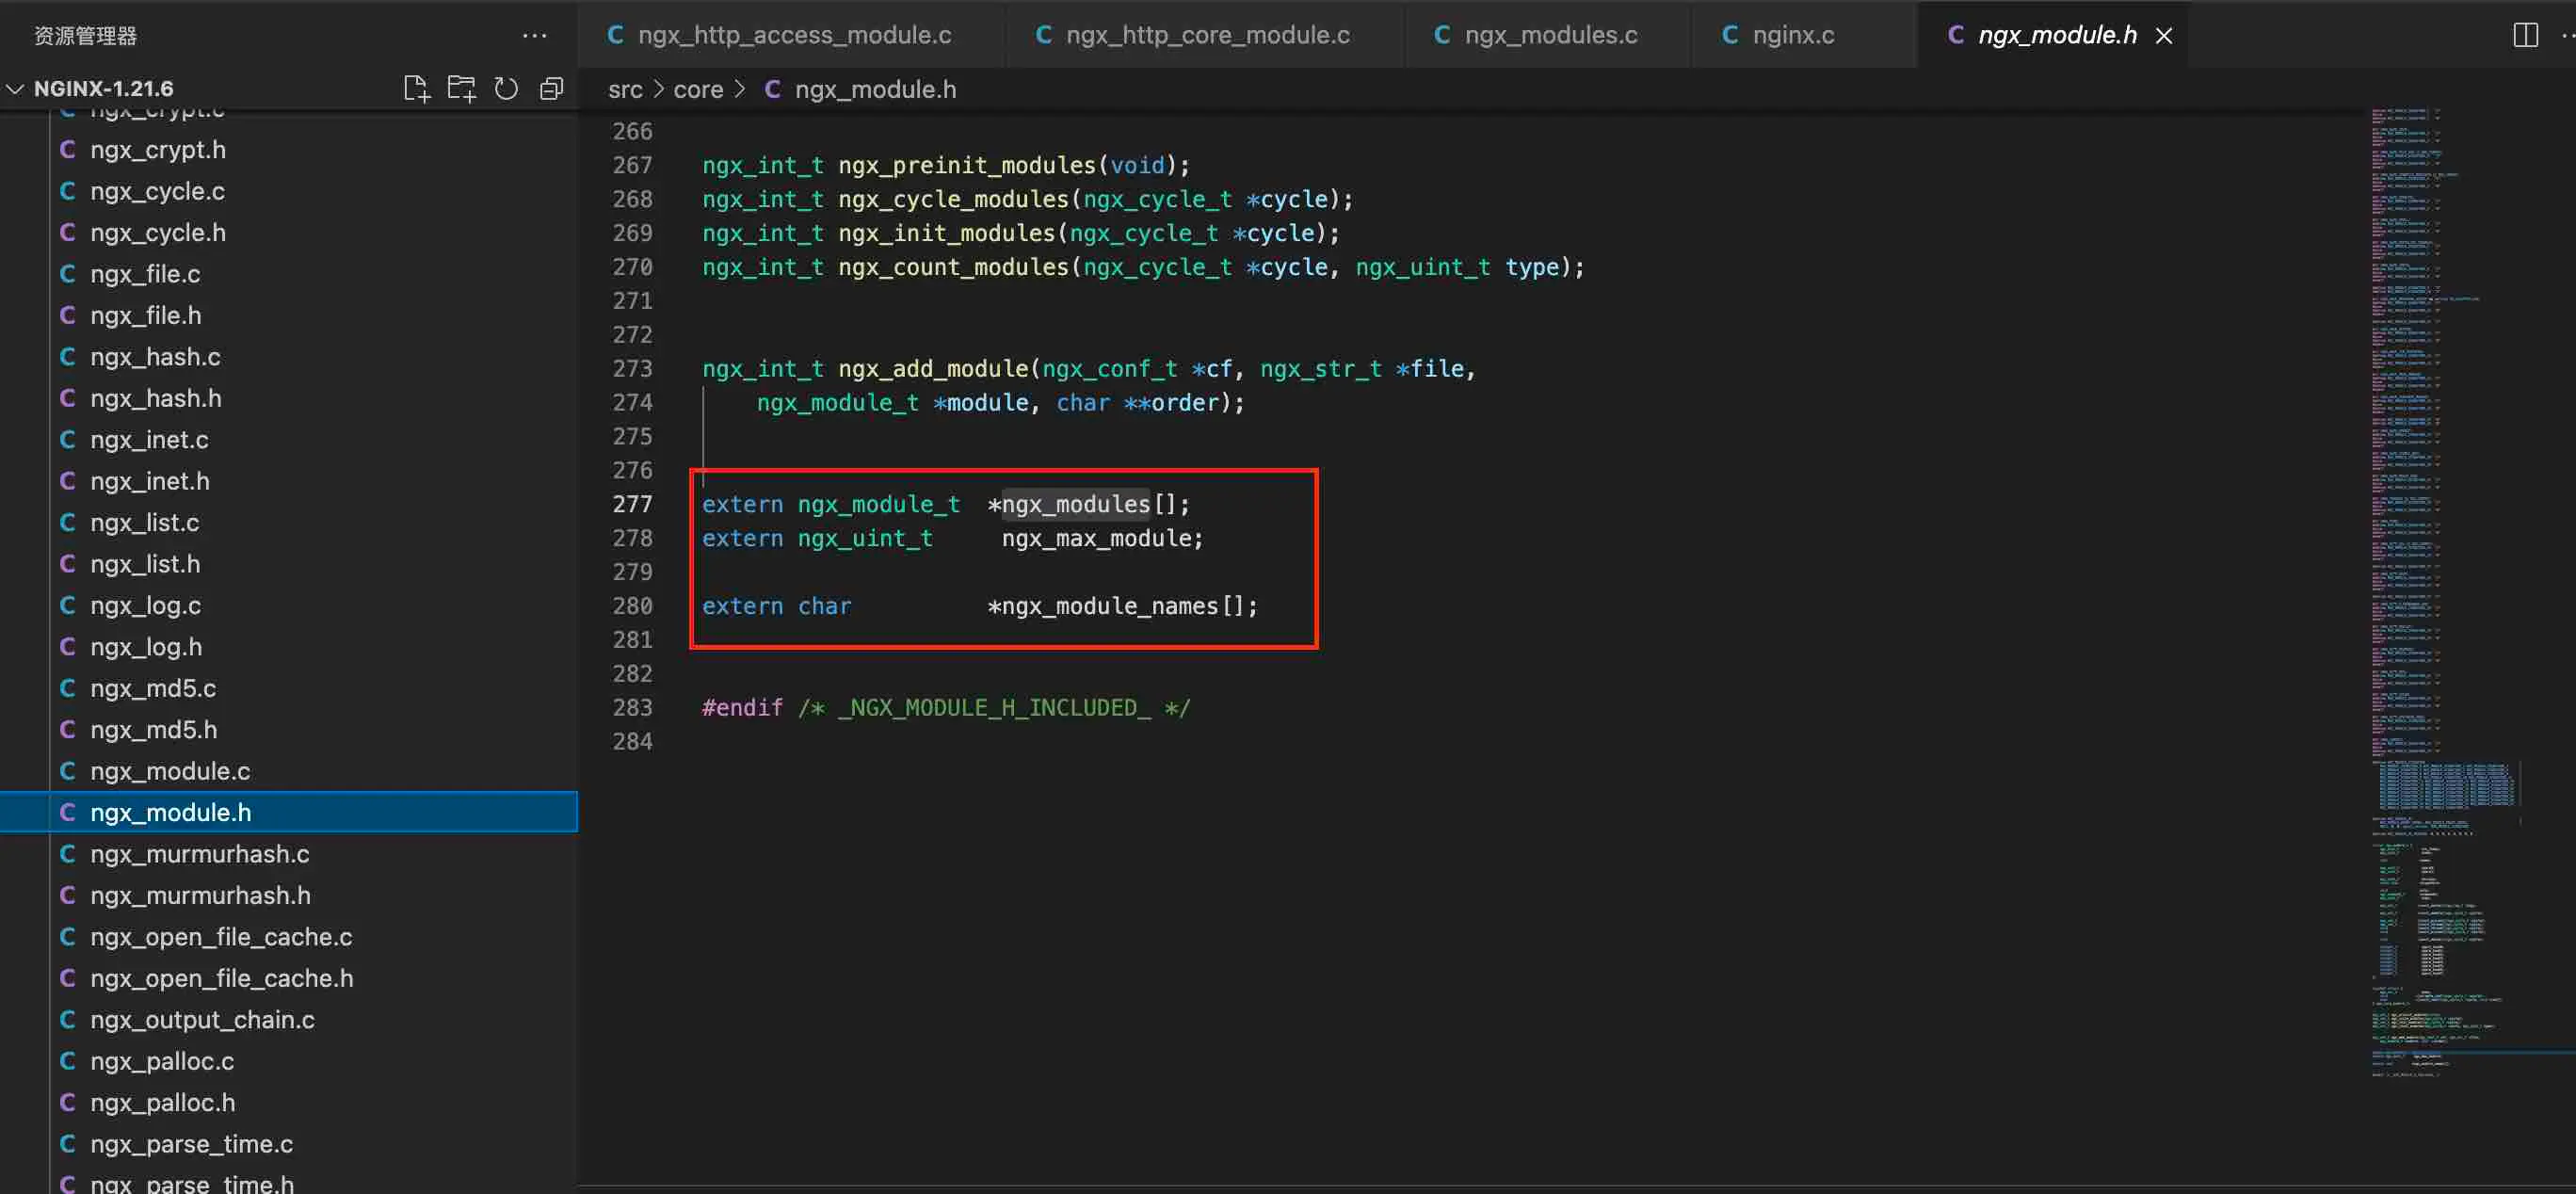 资源管理器
NGINX-1.21.6
ngx_crypt.c
ngx_crypt.h
ngx_cycle.c
ngx_cycle.h
ngx_file.c
ngx_file.h
ngx_hash.c
ngx_hash.h
ngx_inet.c
ngx_inet.h
ngx_list.c
ngx_list.h
ngx_log.c
ngx_log.h
ngx_md5.c
ngx_md5.h
ngx_module.c
ngx_module.h
ngx_murmurhash.c
ngx_murmurhash.h
ngx_open_file_cache.c
ngx_open_file_cache.h
ngx_output_chain.c
ngx_palloc.c
ngx_palloc.h
ngx_parse_time.c
ngx_parse_time.h
ngx_http_access_module.c ngx_http_core_module.c ngx_modules.c nginx.c ngx_module.h
src > core > C ngx_module.h
266
267 ngx_int_t ngx_preinit_modules(void);
268 ngx_int_t ngx_cycle_modules(ngx_cycle_t *cycle);
269 ngx_int_t ngx_init_modules(ngx_cycle_t *cycle);
270 ngx_int_t ngx_count_modules(ngx_cycle_t *cycle, ngx_uint_t type);
271
272
273 ngx_int_t ngx_add_module(ngx_conf_t *cf, ngx_str_t *file,
274 ngx_module_t *module, char **order);
275
276
277 extern ngx_module_t *ngx_modules[];
278 extern ngx_uint_t ngx_max_module;
279
280 extern char *ngx_module_names[];
281
282
283 #endif /* _NGX_MODULE_H_INCLUDED_ */
284